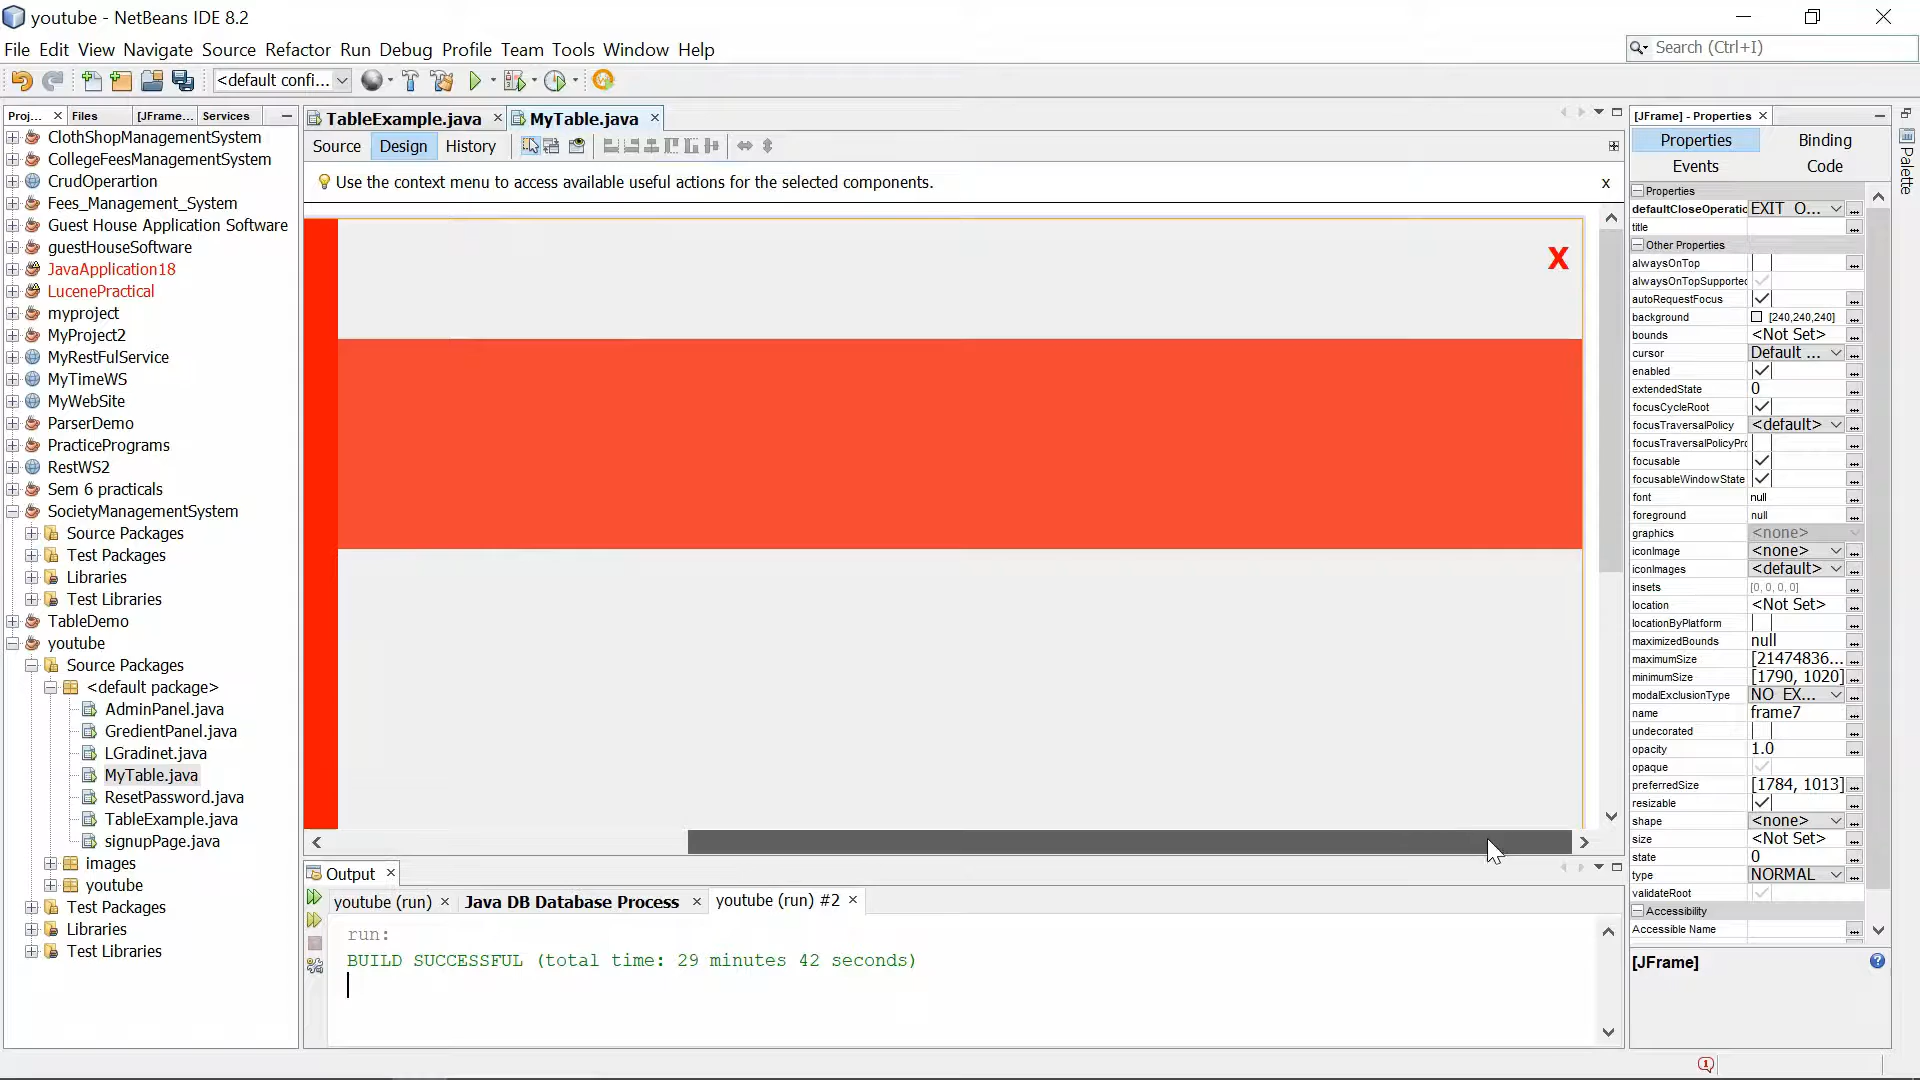 youtube - NetBeans IDE 8.2
File Edit View Navigate Source Refactor Run Debug Profile Team Tools Window Help
Search (Ctrl+I)
<default confi...
Proj... Files [JFrame... Services
ClothShopManagementSystem
CollegeFeesManagementSystem
CrudOperartion
Fees_Management_System
Guest House Application Software
guestHouseSoftware
JavaApplication18
LucenePractical
myproject
MyProject2
MyRestFulService
MyTimeWS
MyWebSite
ParserDemo
PracticePrograms
RestWS2
Sem 6 practicals
SocietyManagementSystem
Source Packages
Test Packages
Libraries
Test Libraries
TableDemo
youtube
Source Packages
<default package>
AdminPanel.java
GredientPanel.java
LGradinet.java
MyTable.java
ResetPassword.java
TableExample.java
signupPage.java
images
youtube
Test Packages
Libraries
Test Libraries
TableExample.java MyTable.java
Source Design History
Use the context menu to access available useful actions for the selected components.
x
X
Output
youtube (run) Java DB Database Process youtube (run) #2
run:
BUILD SUCCESSFUL (total time: 29 minutes 42 seconds)
[JFrame] - Properties
Properties Binding
Events Code
Properties
defaultCloseOperatic EXIT_O... ...
title ...
Other Properties
alwaysOnTop ...
alwaysOnTopSupported
autoRequestFocus ...
background [240,240,240] ...
bounds <Not Set> ...
cursor Default ... ...
enabled ...
extendedState 0 ...
focusCycleRoot ...
focusTraversalPolicy <default> ...
focusTraversalPolicyPrc ...
focusable ...
focusableWindowState ...
font null ...
foreground null ...
graphics <none>
iconImage <none> ...
iconImages <default> ...
insets [0, 0, 0, 0] ...
location <Not Set> ...
locationByPlatform ...
maximizedBounds null ...
maximumSize [21474836... ...
minimumSize [1790, 1020] ...
modalExclusionType NO_EX... ...
name frame7 ...
undecorated ...
opacity 1.0 ...
opaque
preferredSize [1784, 1013] ...
resizable ...
shape <none> ...
size <Not Set> ...
state 0 ...
type NORMAL ...
validateRoot
Accessibility
Accessible Name ...
[JFrame]
Palette
1